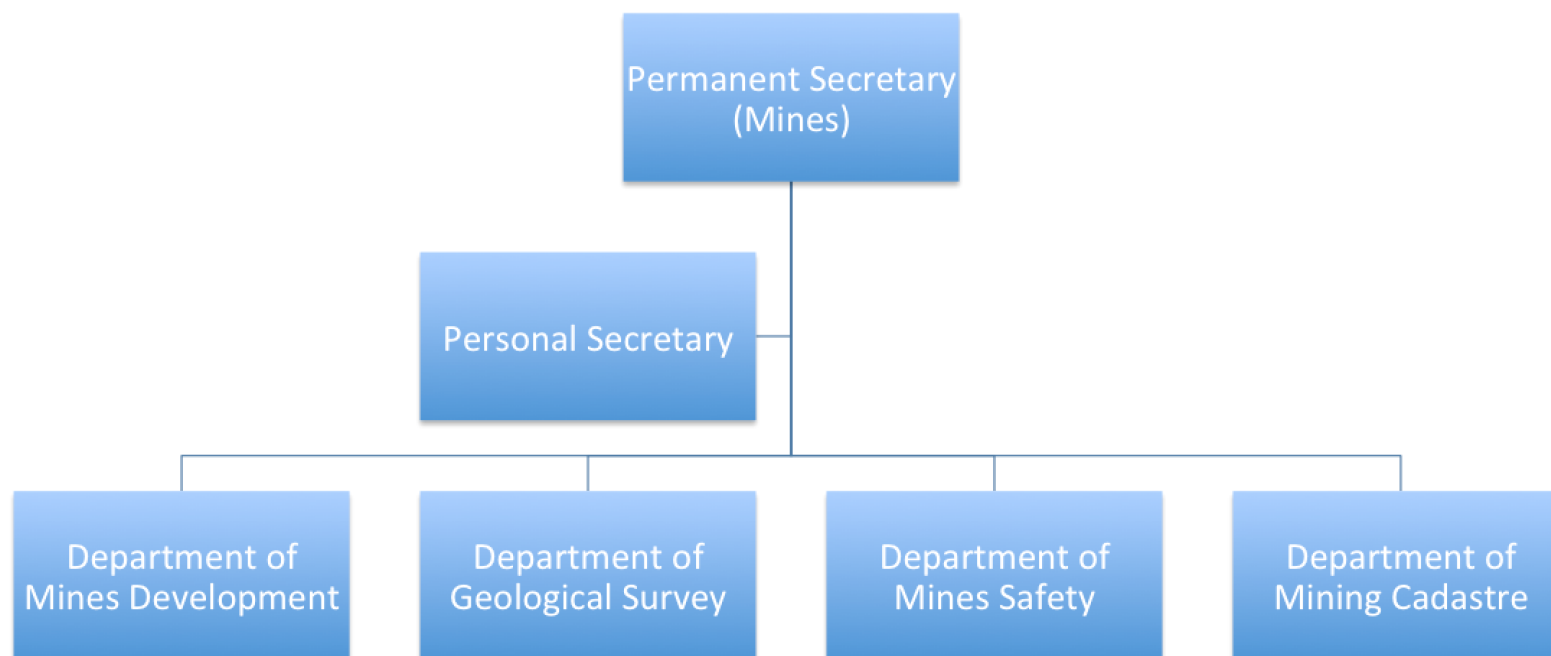 Permanent Secretary
(Mines)
Personal Secretary
Department of
Mines Development
Department of
Geological Survey
Department of
Mines Safety
Department of
Mining Cadastre